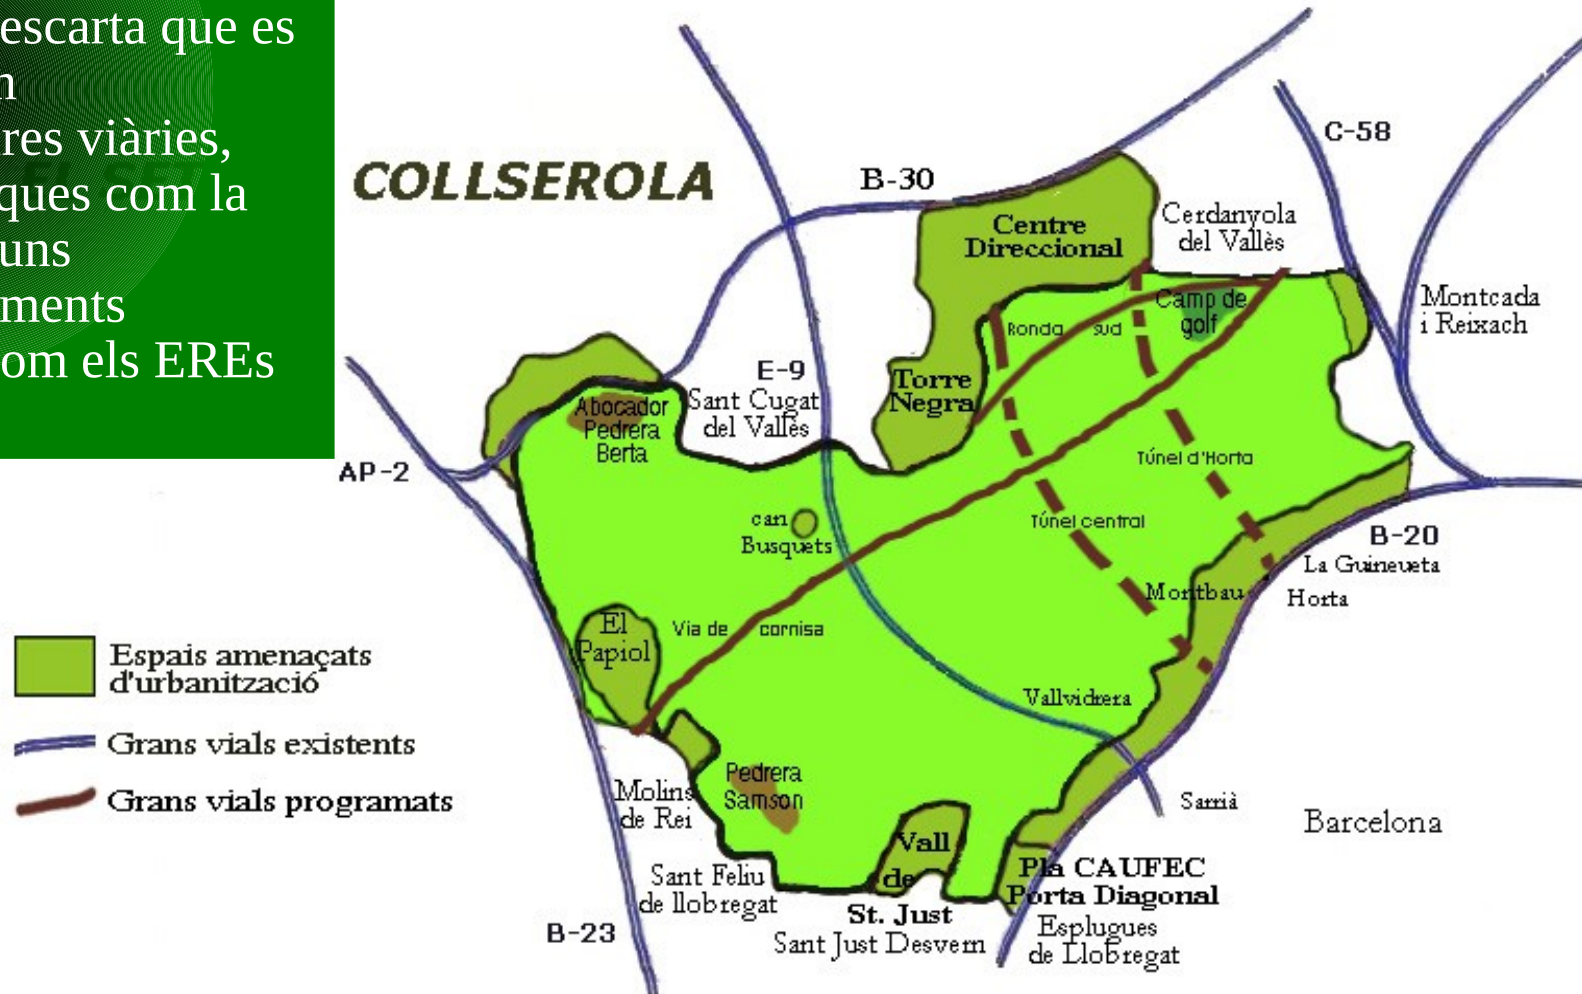 escarta que es
n
res viàries,
ques com la
uns
ments
om els EREs
COLLSEROLA
B-30
C-58
Centre
Direccional
Cerdanyola
del Vallès
Camp de
golf
Montcada
i Reixach
Ronda sud
E-9
Sant Cugat
del Vallès
Torre
Negra
Abocador
Pedrera
Berta
AP-2
Túnel d'Horta
can
Busquets
Túnel central
B-20
La Guineueta
Montbau
Horta
El
Papiol
Via de cornisa
Espais amenaçats
d'urbanització
Vallvidrera
Grans vials existents
Grans vials programats
Pedrera
Samson
Molins
de Rei
Sarrià
Barcelona
Vall
de
St. Just
Sant Feliu
de llobregat
Pla CAUFEC
Porta Diagonal
Sant Just Desvern
Esplugues
de Llobregat
B-23